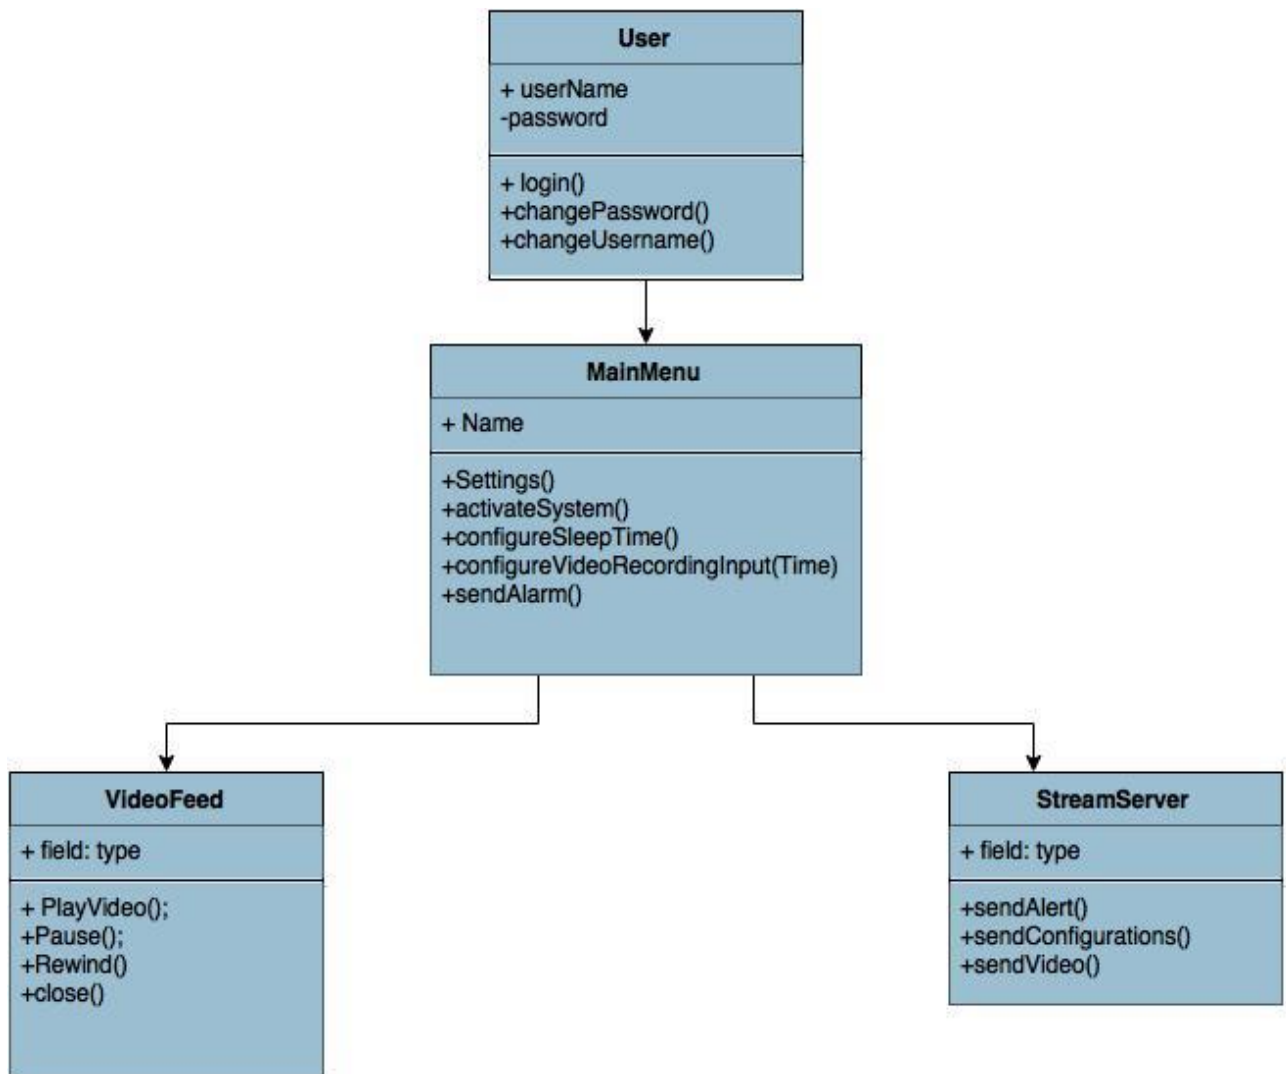 User
+ userName
-password
+ login()
+changePassword()
+changeUsername()
MainMenu
+ Name
+Settings()
+activateSystem()
+configureSleepTime()
+configureVideoRecordingInput(Time)
+sendAlarm()
VideoFeed
+ field: type
+ PlayVideo();
+Pause();
+Rewind()
+close()
StreamServer
+ field: type
+sendAlert()
+sendConfigurations()
+sendVideo()